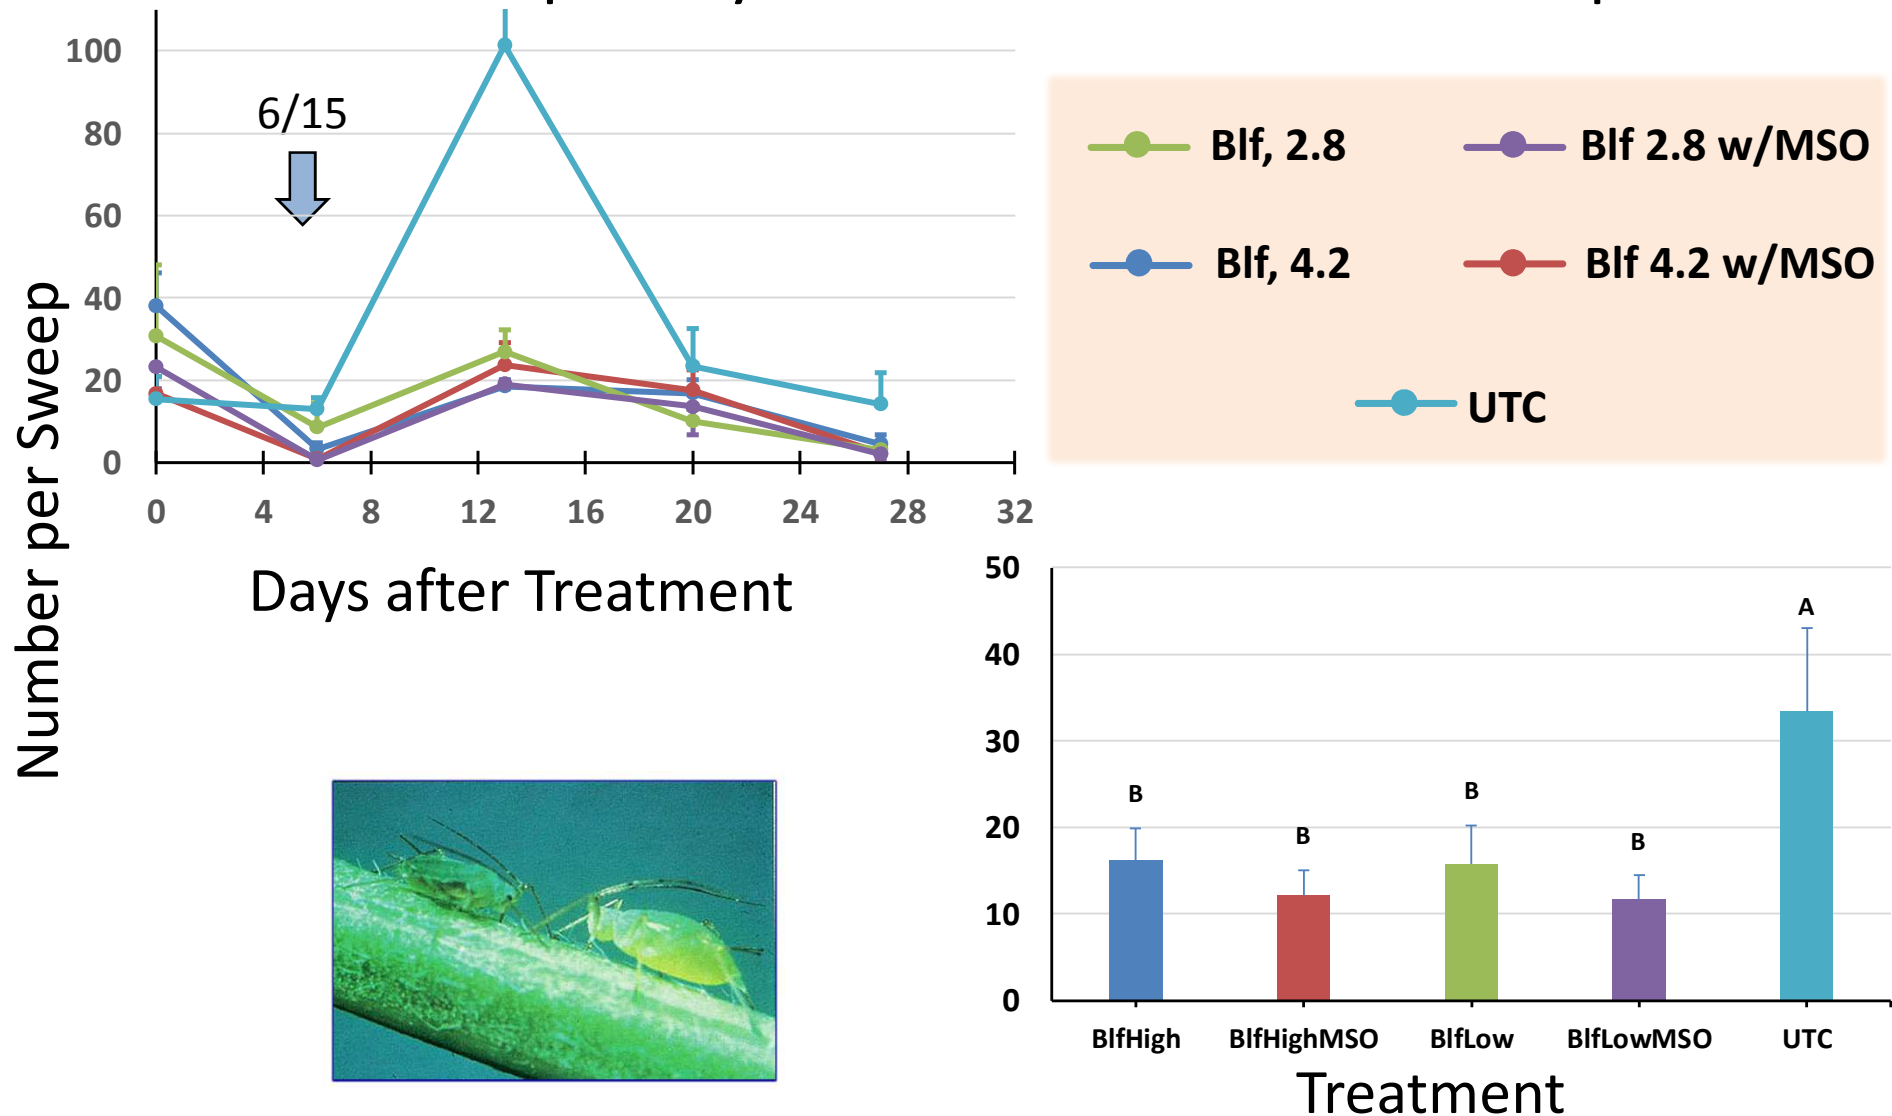 Number per Sweep
100
80
60
40
20
0
6/15
0 4 8 12 16 20 24 28 32
Days after Treatment
Blf, 2.8
Blf 2.8 w/MSO
Blf, 4.2
Blf 4.2 w/MSO
UTC
50
40
30
20
10
0
B
B
B
B
A
BlfHigh BlfHighMSO BlfLow BlfLowMSO UTC
Treatment